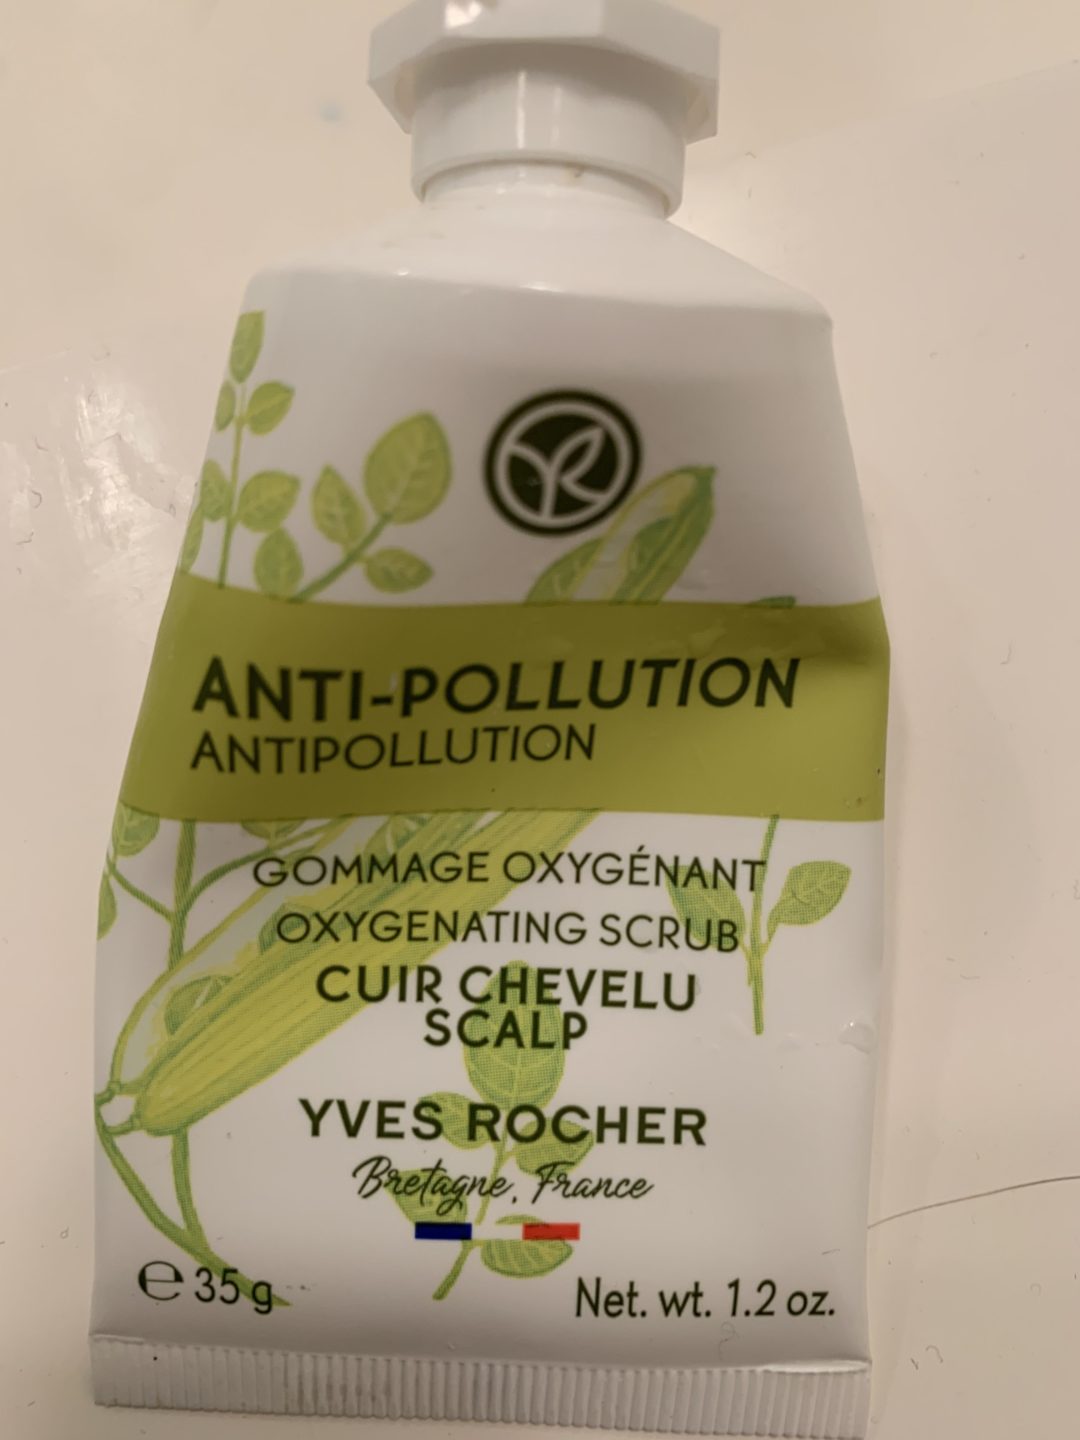 ANTI-POLLUTION
ANTIPOLLUTION
GOMMAGE OXYGÉNANT
OXYGENATING SCRUB
CUIR CHEVELU
SCALP
YVES ROCHER
Bretagne, France
℮ 35 g
Net. wt. 1.2 oz.